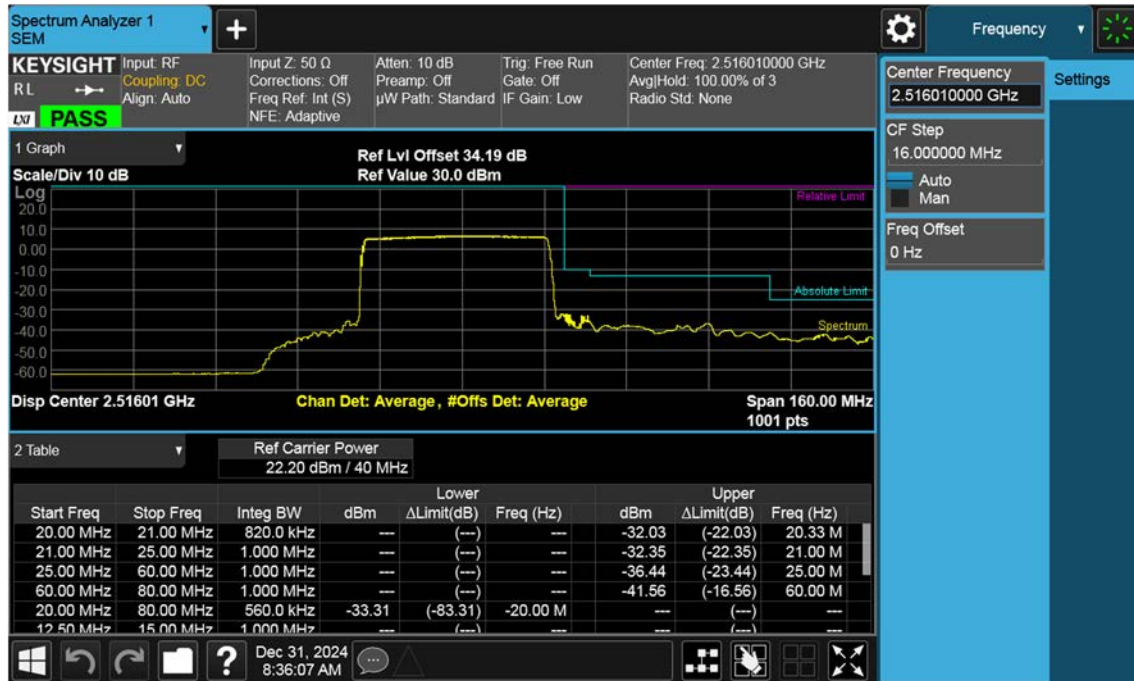 Spectrum Analyzer 1
SEM
+
Frequency
KEYSIGHT
R L
LXI PASS
Input: RF
Coupling: DC
Align: Auto
Input Z: 50 Ω
Corrections: Off
Freq Ref: Int (S)
NFE: Adaptive
Atten: 10 dB
Preamp: Off
µW Path: Standard
Trig: Free Run
Gate: Off
IF Gain: Low
Center Freq: 2.516010000 GHz
Avg|Hold: 100.00% of 3
Radio Std: None
Center Frequency
2.516010000 GHz
Settings
CF Step
16.000000 MHz
Auto
Man
Freq Offset
0 Hz
1 Graph
Ref Lvl Offset 34.19 dB
Scale/Div 10 dB
Ref Value 30.0 dBm
Log
20.0
10.0
0.00
-10.0
-20.0
-30.0
-40.0
-50.0
-60.0
Relative Limit
Absolute Limit
Spectrum
Disp Center 2.51601 GHz
Chan Det: Average, #Offs Det: Average
Span 160.00 MHz
1001 pts
2 Table
Ref Carrier Power
22.20 dBm / 40 MHz
Lower Upper
Start Freq Stop Freq Integ BW dBm ΔLimit(dB) Freq (Hz) dBm ΔLimit(dB) Freq (Hz)
20.00 MHz 21.00 MHz 820.0 kHz --- (---) --- -32.03 (-22.03) 20.33 M
21.00 MHz 25.00 MHz 1.000 MHz --- (---) --- -32.35 (-22.35) 21.00 M
25.00 MHz 60.00 MHz 1.000 MHz --- (---) --- -36.44 (-23.44) 25.00 M
60.00 MHz 80.00 MHz 1.000 MHz --- (---) --- -41.56 (-16.56) 60.00 M
20.00 MHz 80.00 MHz 560.0 kHz -33.31 (-83.31) -20.00 M --- (---) ---
12.50 MHz 15.00 MHz 1.000 MHz --- (---) --- --- (---) ---
?
Dec 31, 2024
8:36:07 AM